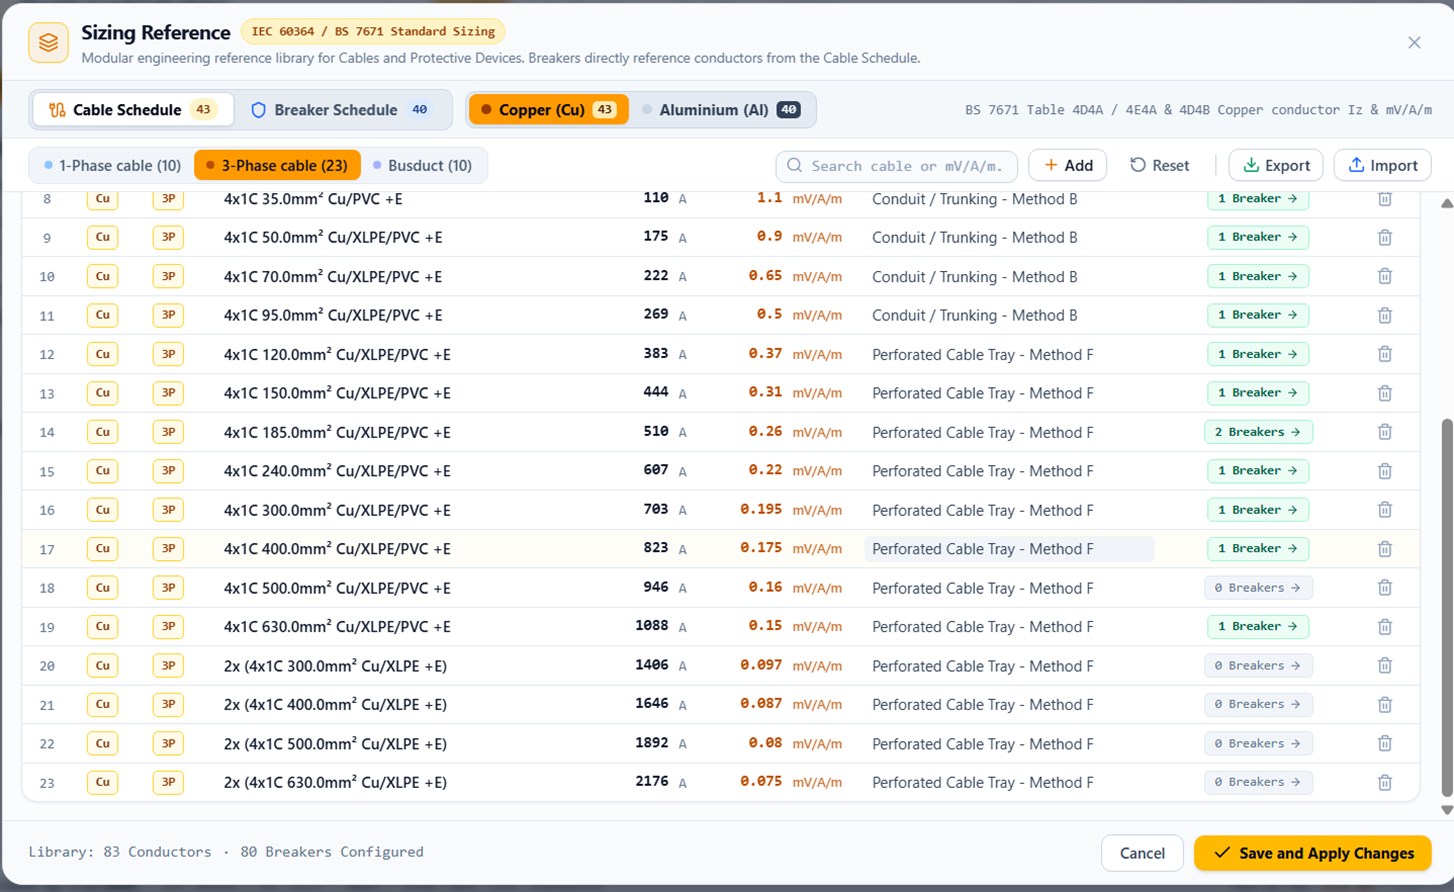 Sizing Reference IEC 60364 / BS 7671 Standard Sizing
Modular engineering reference library for Cables and Protective Devices. Breakers directly reference conductors from the Cable Schedule.
Cable Schedule 43 Breaker Schedule 40 Copper (Cu) 43 Aluminium (Al) 40 BS 7671 Table 4D4A / 4E4A & 4D4B Copper conductor Iz & mV/A/m
1-Phase cable (10) 3-Phase cable (23) Busduct (10) Search cable or mV/A/m. + Add Reset Export Import
8 Cu 3P 4x1C 35.0mm² Cu/PVC +E 110 A 1.1 mV/A/m Conduit / Trunking - Method B 1 Breaker →
9 Cu 3P 4x1C 50.0mm² Cu/XLPE/PVC +E 175 A 0.9 mV/A/m Conduit / Trunking - Method B 1 Breaker →
10 Cu 3P 4x1C 70.0mm² Cu/XLPE/PVC +E 222 A 0.65 mV/A/m Conduit / Trunking - Method B 1 Breaker →
11 Cu 3P 4x1C 95.0mm² Cu/XLPE/PVC +E 269 A 0.5 mV/A/m Conduit / Trunking - Method B 1 Breaker →
12 Cu 3P 4x1C 120.0mm² Cu/XLPE/PVC +E 383 A 0.37 mV/A/m Perforated Cable Tray - Method F 1 Breaker →
13 Cu 3P 4x1C 150.0mm² Cu/XLPE/PVC +E 444 A 0.31 mV/A/m Perforated Cable Tray - Method F 1 Breaker →
14 Cu 3P 4x1C 185.0mm² Cu/XLPE/PVC +E 510 A 0.26 mV/A/m Perforated Cable Tray - Method F 2 Breakers →
15 Cu 3P 4x1C 240.0mm² Cu/XLPE/PVC +E 607 A 0.22 mV/A/m Perforated Cable Tray - Method F 1 Breaker →
16 Cu 3P 4x1C 300.0mm² Cu/XLPE/PVC +E 703 A 0.195 mV/A/m Perforated Cable Tray - Method F 1 Breaker →
17 Cu 3P 4x1C 400.0mm² Cu/XLPE/PVC +E 823 A 0.175 mV/A/m Perforated Cable Tray - Method F 1 Breaker →
18 Cu 3P 4x1C 500.0mm² Cu/XLPE/PVC +E 946 A 0.16 mV/A/m Perforated Cable Tray - Method F 0 Breakers →
19 Cu 3P 4x1C 630.0mm² Cu/XLPE/PVC +E 1088 A 0.15 mV/A/m Perforated Cable Tray - Method F 1 Breaker →
20 Cu 3P 2x (4x1C 300.0mm² Cu/XLPE +E) 1406 A 0.097 mV/A/m Perforated Cable Tray - Method F 0 Breakers →
21 Cu 3P 2x (4x1C 400.0mm² Cu/XLPE +E) 1646 A 0.087 mV/A/m Perforated Cable Tray - Method F 0 Breakers →
22 Cu 3P 2x (4x1C 500.0mm² Cu/XLPE +E) 1892 A 0.08 mV/A/m Perforated Cable Tray - Method F 0 Breakers →
23 Cu 3P 2x (4x1C 630.0mm² Cu/XLPE +E) 2176 A 0.075 mV/A/m Perforated Cable Tray - Method F 0 Breakers →
Library: 83 Conductors · 80 Breakers Configured Cancel Save and Apply Changes